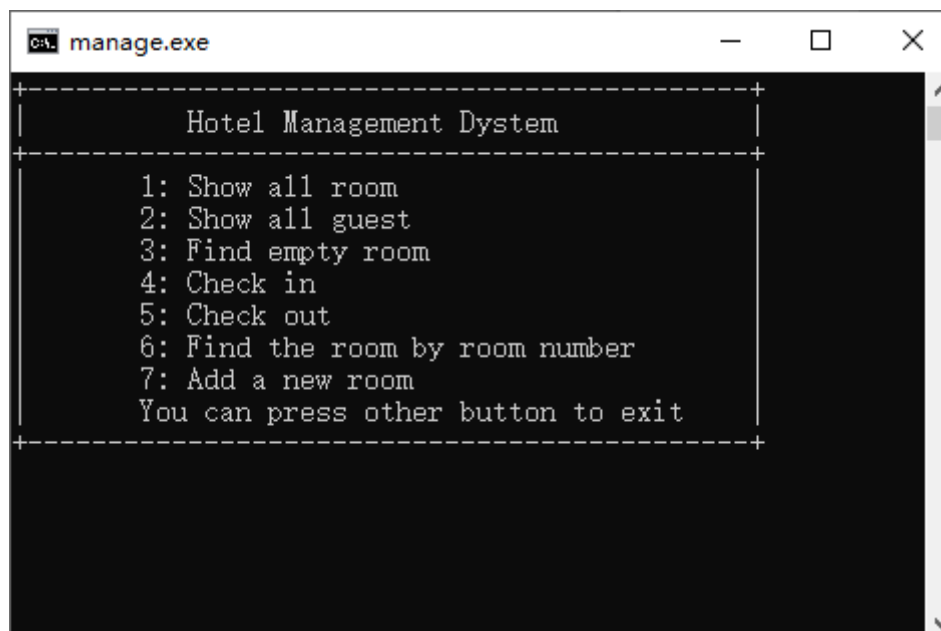 manage.exe
Hotel Management Dystem
1: Show all room
2: Show all guest
3: Find empty room
4: Check in
5: Check out
6: Find the room by room number
7: Add a new room
You can press other button to exit